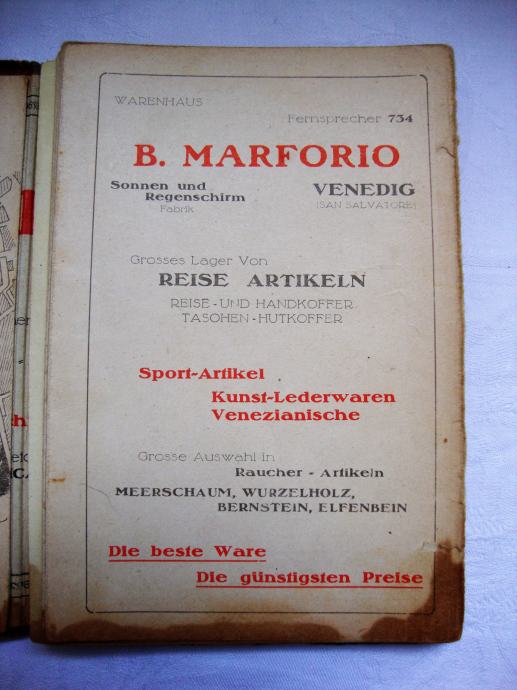 WARENHAUS
Fernsprecher 734
B. MARFORIO
Sonnen und
Regenschirm
Fabrik
VENEDIG
(SAN SALVATORE)
Grosses Lager Von
REISE ARTIKELN
REISE - UND HANDKOFFER
TASCHEN - HUTKOFFER
Sport-Artikel
Kunst-Lederwaren
Venezianische
Grosse Auswahl in
Raucher - Artikeln
MEERSCHAUM, WURZELHOLZ,
BERNSTEIN, ELFENBEIN
Die beste Ware
Die günstigsten Preise